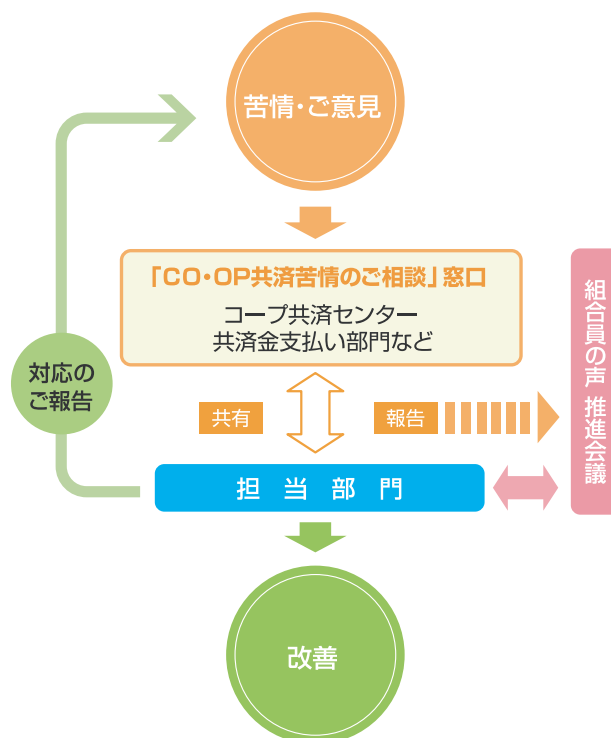 苦情・ご意見
「CO・OP共済苦情のご相談」窓口
コープ共済センター
共済金支払い部門など
対応の
ご報告
共有
報告
組合員の声 推進会議
担当部門
改善